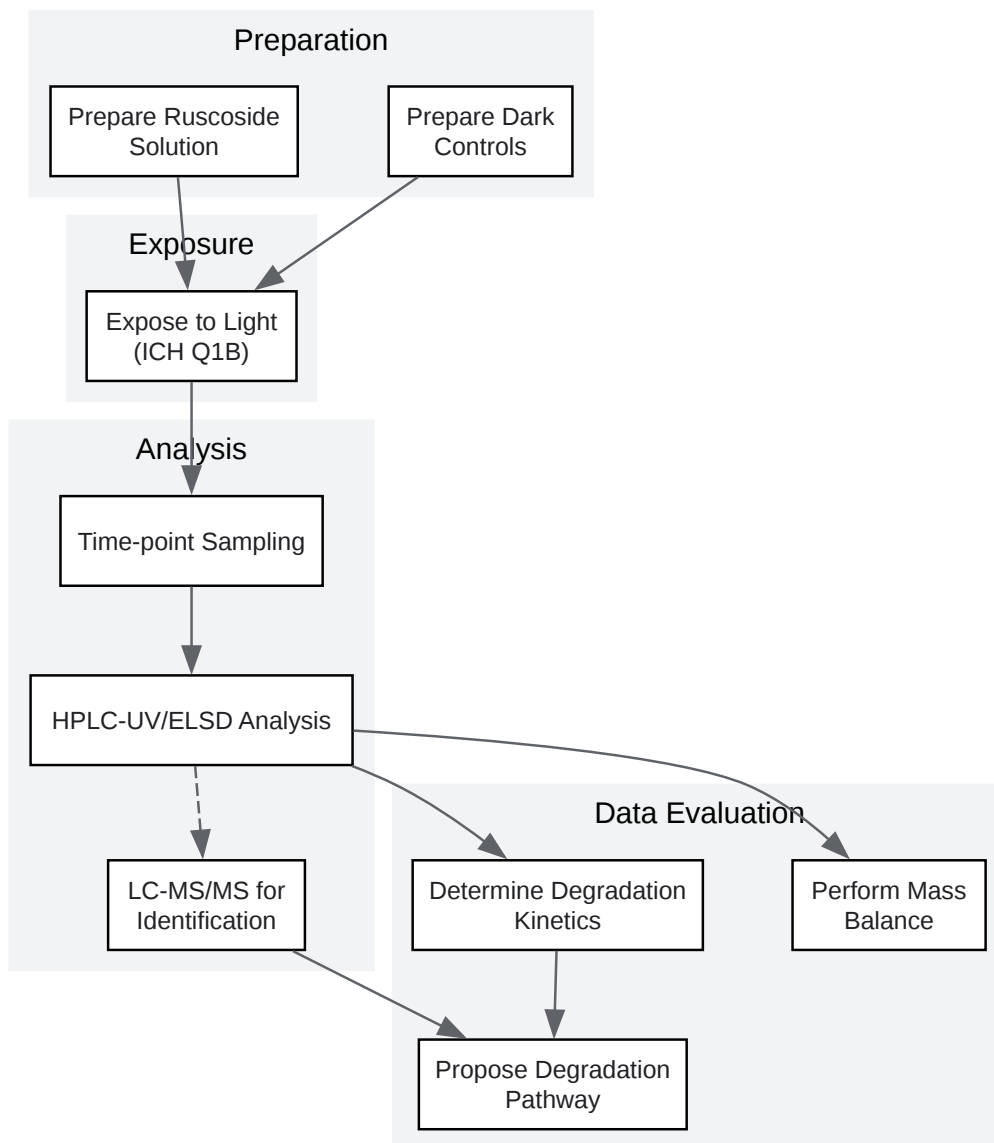 Preparation
Prepare Ruscoside
Solution
Prepare Dark
Controls
Exposure
Expose to Light
(ICH Q1B)
Analysis
Time-point Sampling
HPLC-UV/ELSD Analysis
LC-MS/MS for
Identification
Data Evaluation
Determine Degradation
Kinetics
Perform Mass
Balance
Propose Degradation
Pathway